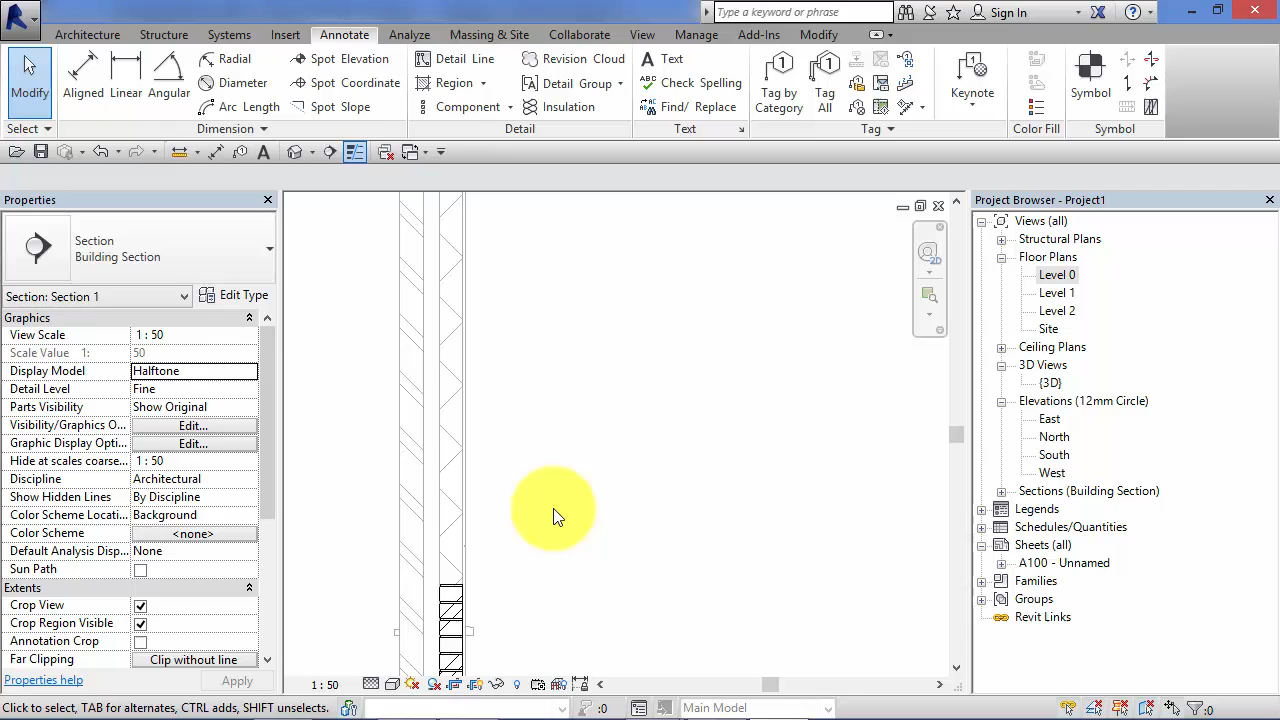 Type a keyword or phrase
Sign In
Architecture Structure Systems Insert Annotate Analyze Massing & Site Collaborate View Manage Add-Ins Modify
Modify Aligned Linear Angular Radial Spot Elevation Detail Line Revision Cloud Text Tag by Category Tag All Keynote Symbol
Diameter Spot Coordinate Region Detail Group Check Spelling
Arc Length Spot Slope Component Insulation Find/ Replace
Select Dimension Detail Text Tag Color Fill Symbol
Properties
Section
Building Section
Section: Section 1 Edit Type
Graphics
View Scale 1 : 50
Scale Value 1: 50
Display Model Halftone
Detail Level Fine
Parts Visibility Show Original
Visibility/Graphics O... Edit...
Graphic Display Opti... Edit...
Hide at scales coarse... 1 : 50
Discipline Architectural
Show Hidden Lines By Discipline
Color Scheme Locati... Background
Color Scheme <none>
Default Analysis Disp... None
Sun Path
Extents
Crop View
Crop Region Visible
Annotation Crop
Far Clipping Clip without line
Properties help Apply
2D
1 : 50
Project Browser - Project1
Views (all)
Structural Plans
Floor Plans
Level 0
Level 1
Level 2
Site
Ceiling Plans
3D Views
{3D}
Elevations (12mm Circle)
East
North
South
West
Sections (Building Section)
Legends
Schedules/Quantities
Sheets (all)
A100 - Unnamed
Families
Groups
Revit Links
Click to select, TAB for alternates, CTRL adds, SHIFT unselects. :0 Main Model :0